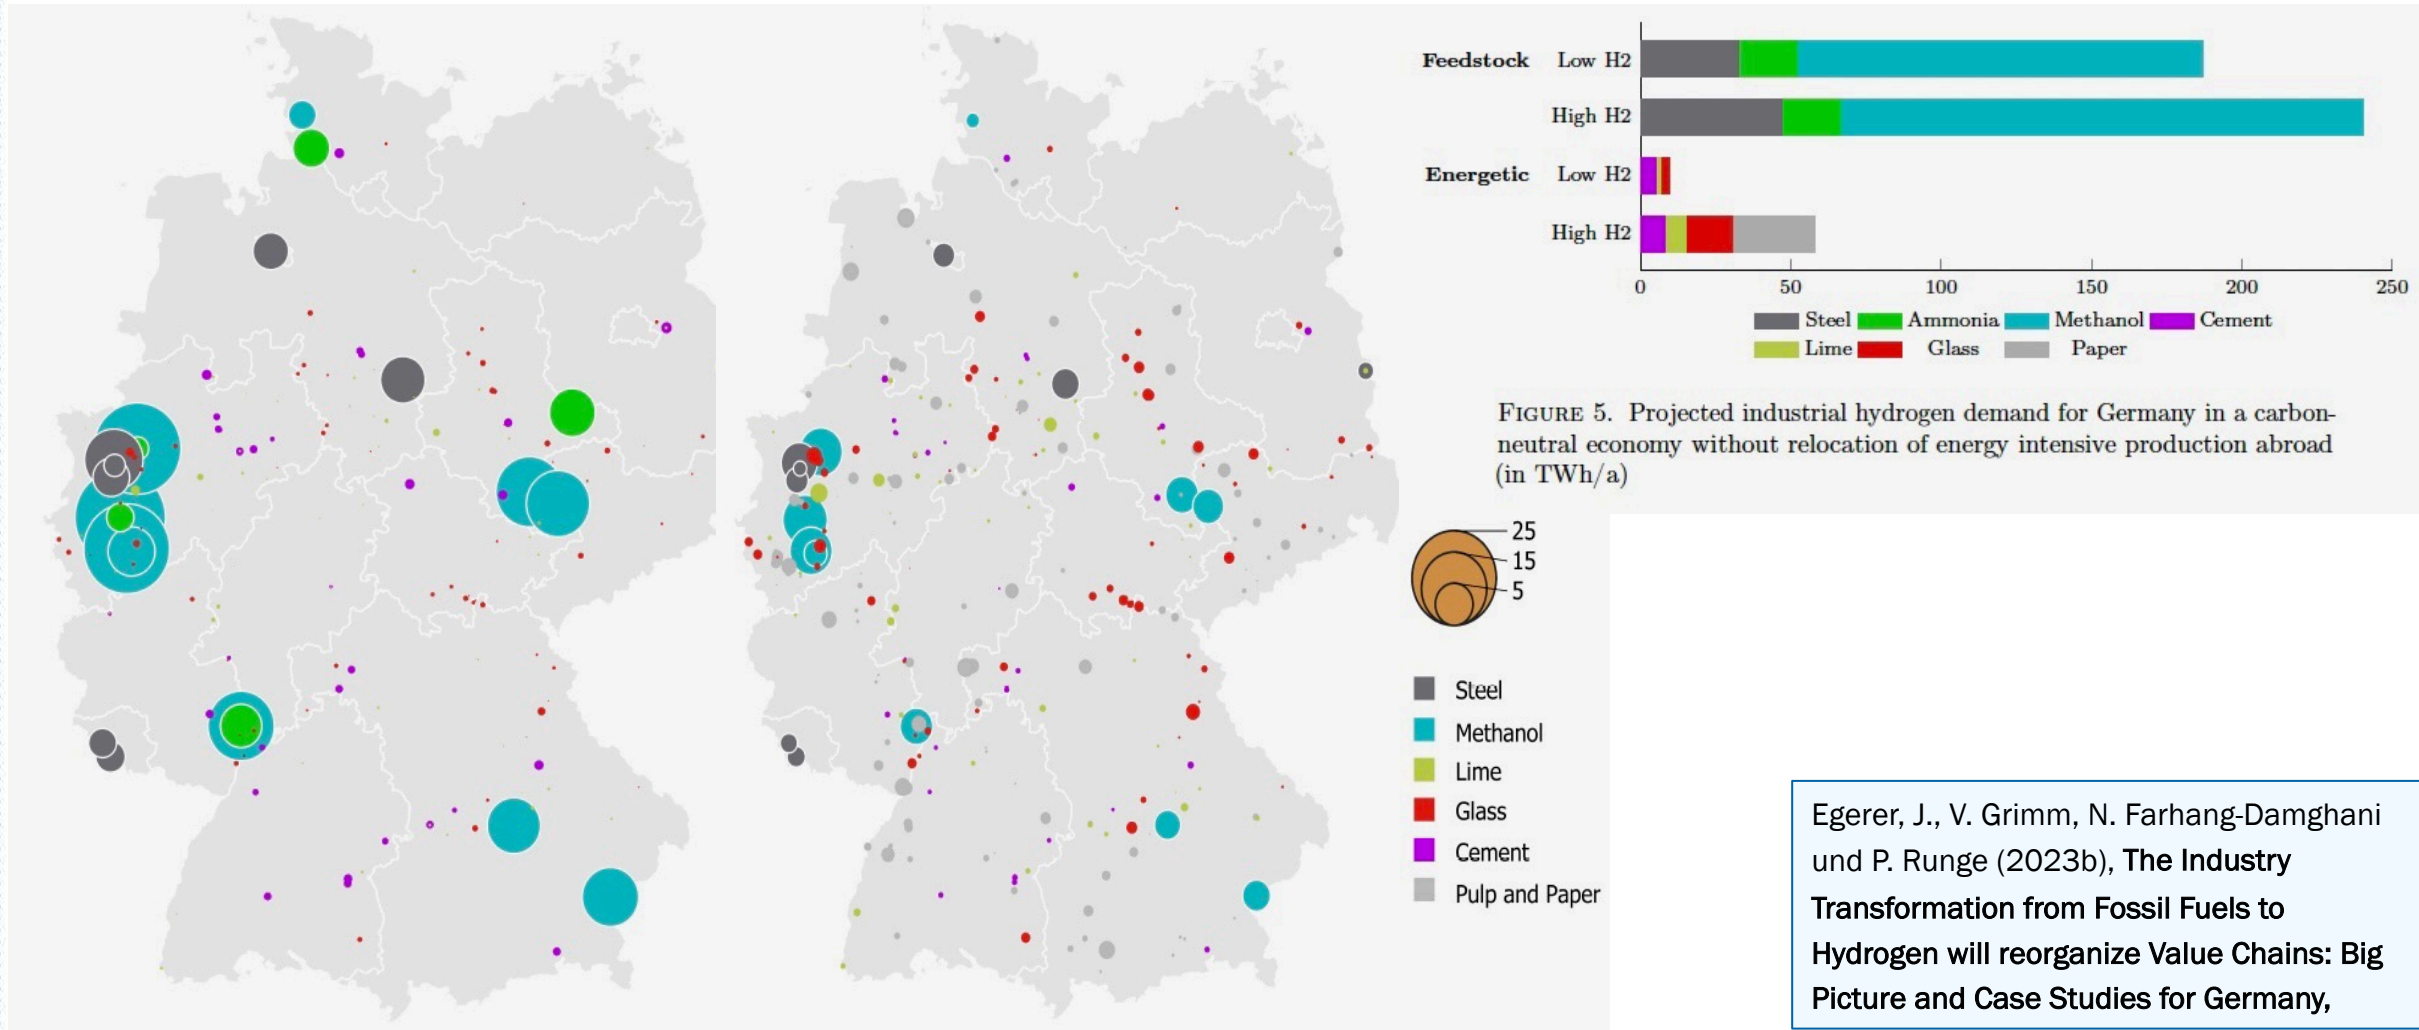 Feedstock Low H2
High H2
Energetic Low H2
High H2
0 50 100 150 200 250
Steel Ammonia Methanol Cement
Lime Glass Paper
FIGURE 5. Projected industrial hydrogen demand for Germany in a carbon-
neutral economy without relocation of energy intensive production abroad
(in TWh/a)
25
15
5
Steel
Methanol
Lime
Glass
Cement
Pulp and Paper
Egerer, J., V. Grimm, N. Farhang-Damghani
und P. Runge (2023b), The Industry
Transformation from Fossil Fuels to
Hydrogen will reorganize Value Chains: Big
Picture and Case Studies for Germany,